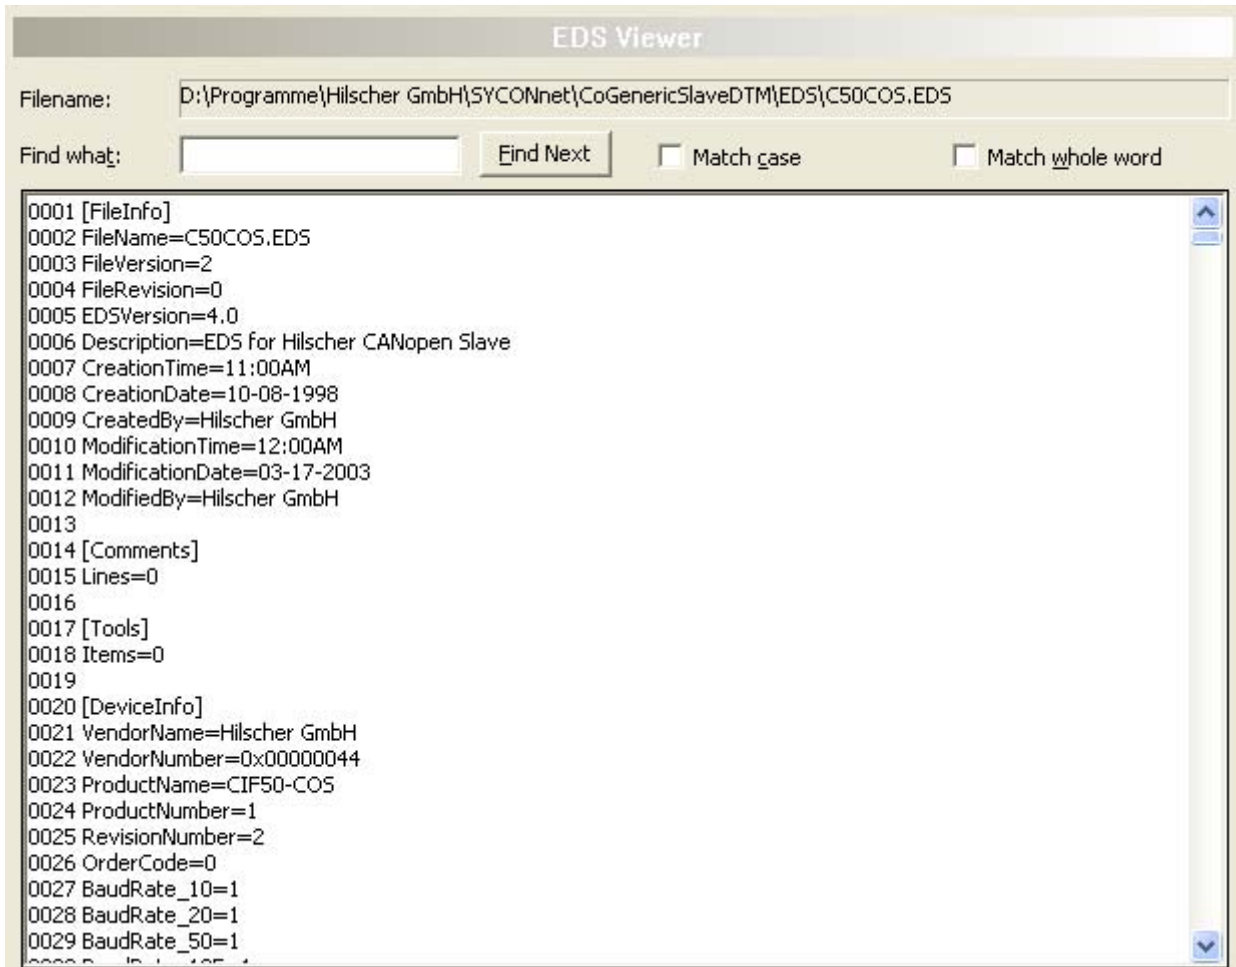 EDS Viewer
Filename: D:\Programme\Hilscher GmbH\SYCONnet\CoGenericSlaveDTM\EDS\C50COS.EDS
Find what: Find Next Match case Match whole word
0001 [FileInfo]
0002 FileName=C50COS.EDS
0003 FileVersion=2
0004 FileRevision=0
0005 EDSVersion=4.0
0006 Description=EDS for Hilscher CANopen Slave
0007 CreationTime=11:00AM
0008 CreationDate=10-08-1998
0009 CreatedBy=Hilscher GmbH
0010 ModificationTime=12:00AM
0011 ModificationDate=03-17-2003
0012 ModifiedBy=Hilscher GmbH
0013
0014 [Comments]
0015 Lines=0
0016
0017 [Tools]
0018 Items=0
0019
0020 [DeviceInfo]
0021 VendorName=Hilscher GmbH
0022 VendorNumber=0x00000044
0023 ProductName=CIF50-COS
0024 ProductNumber=1
0025 RevisionNumber=2
0026 OrderCode=0
0027 BaudRate_10=1
0028 BaudRate_20=1
0029 BaudRate_50=1